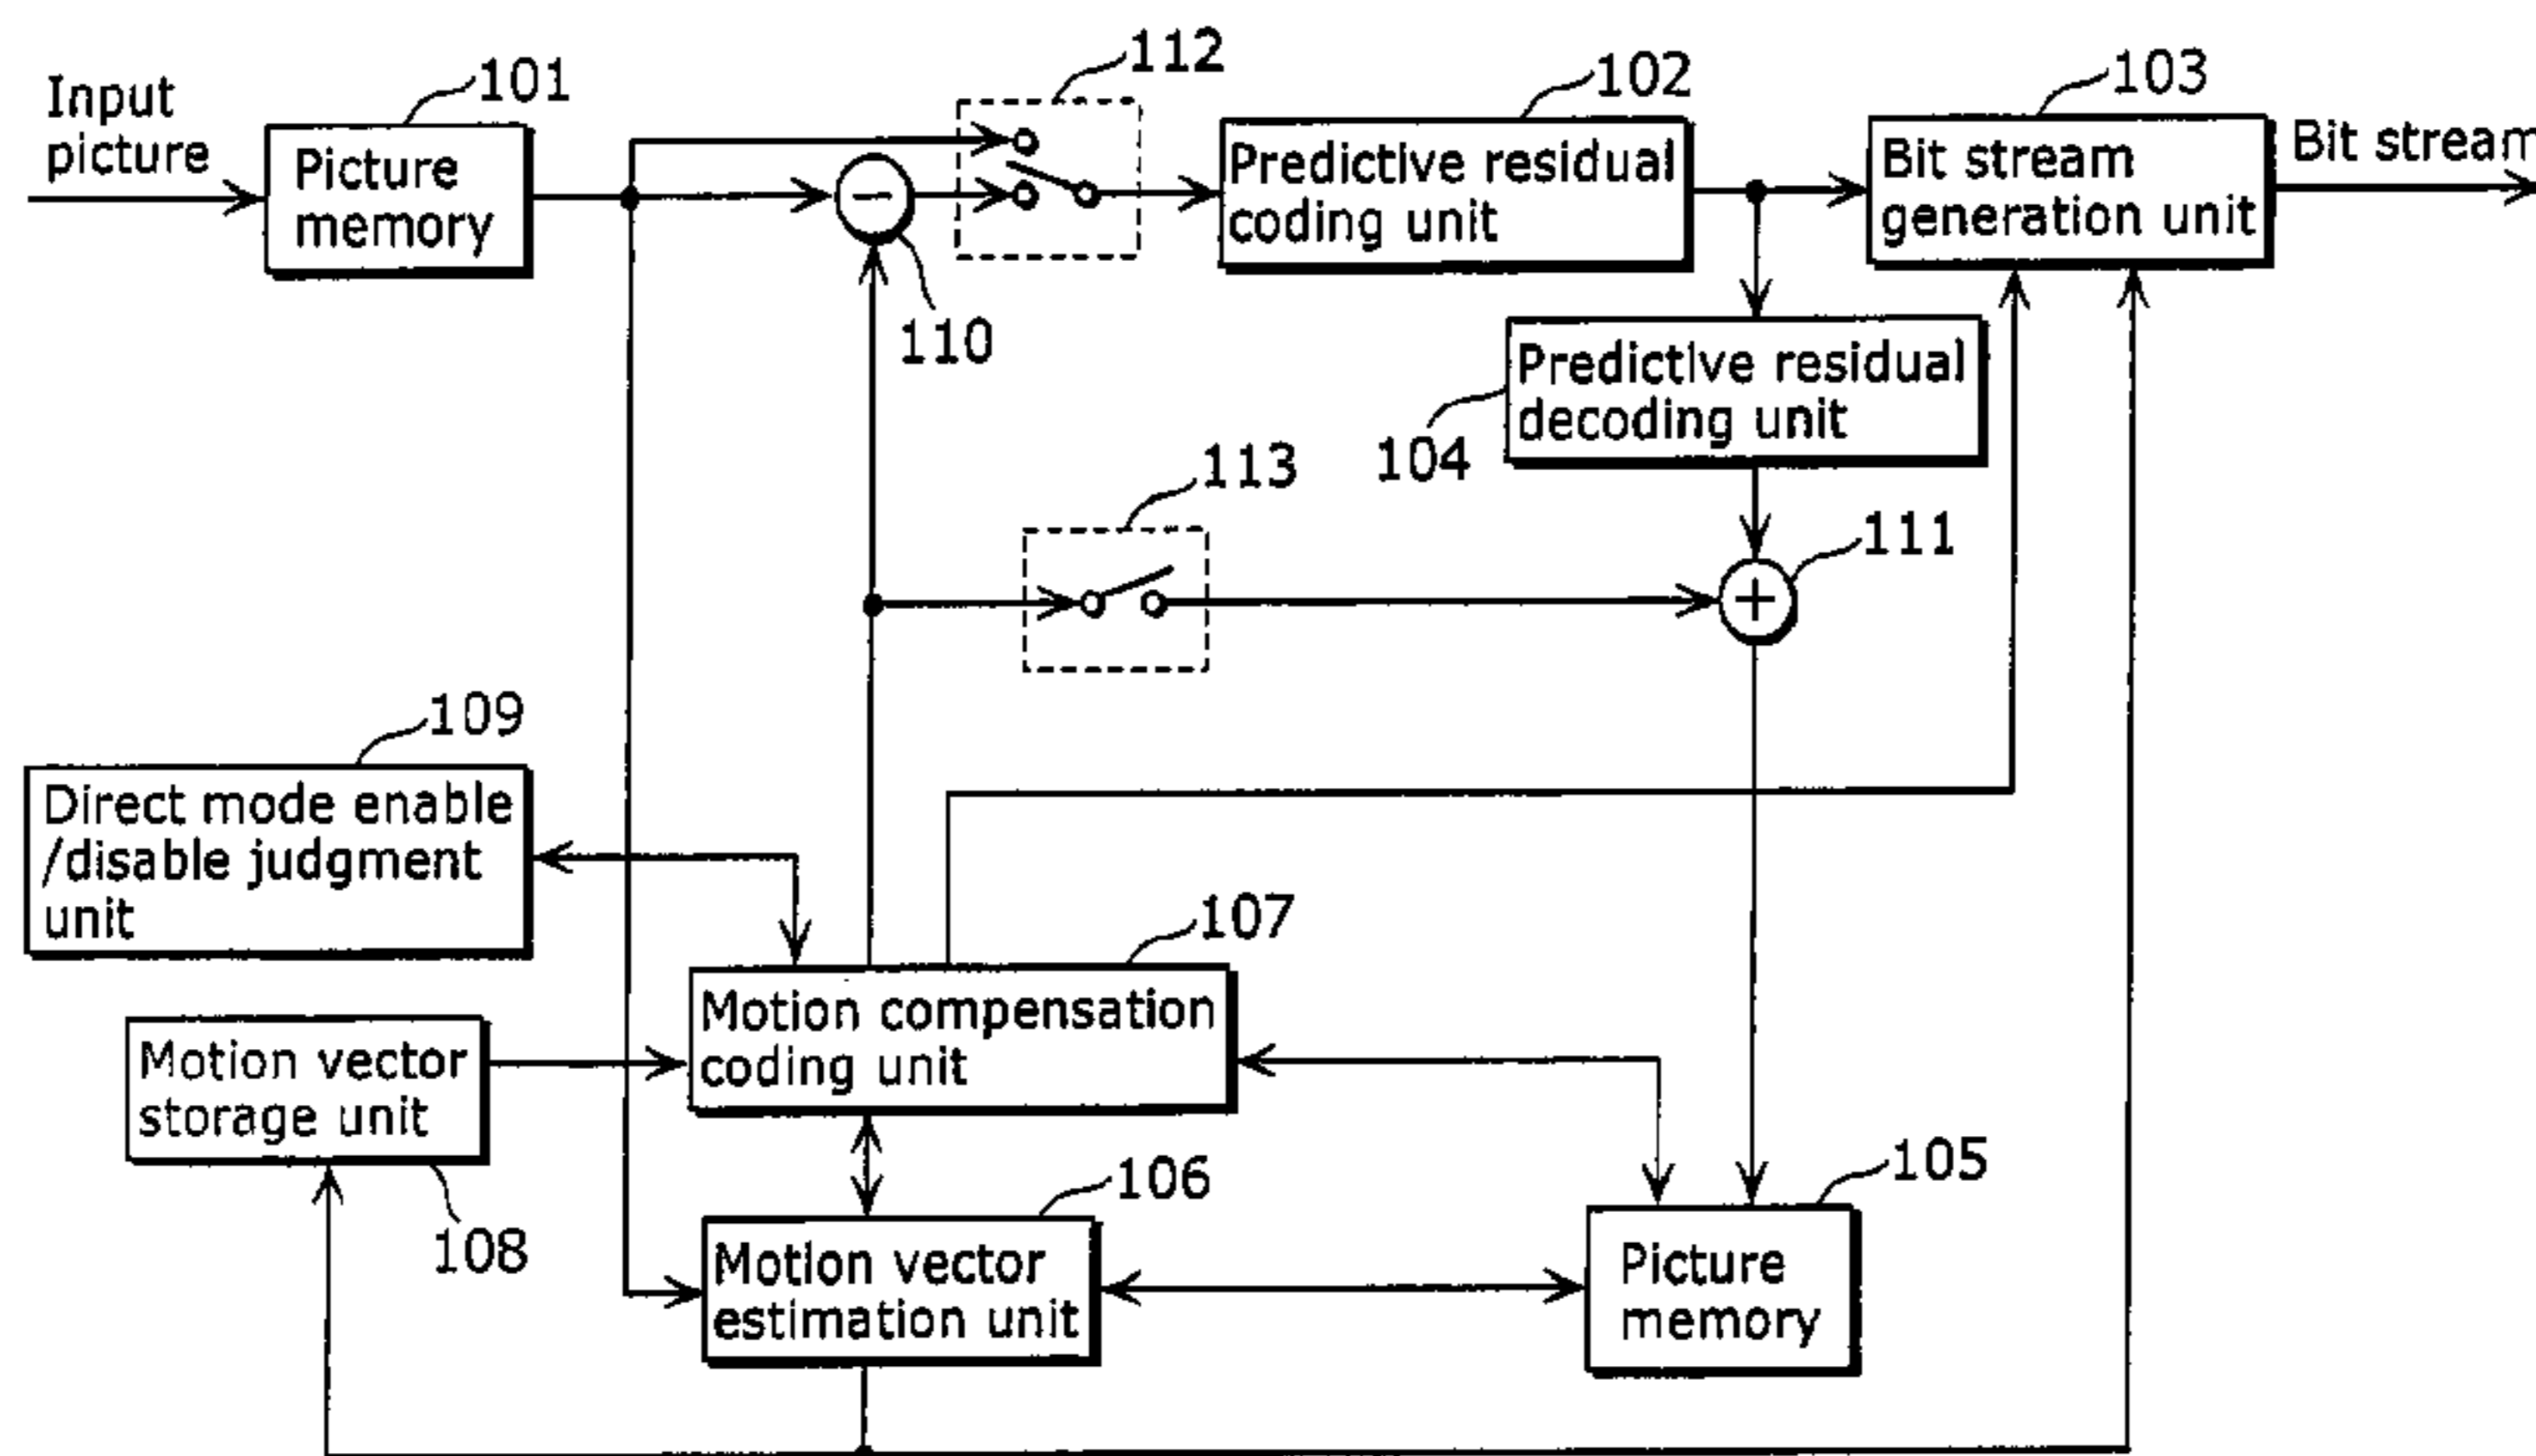 Input
picture
101
Picture
memory
112
102
Predictive residual
coding unit
103
Bit stream
generation unit
Bit stream
110
Predictive residual
decoding unit
104
113
111
+
109
Direct mode enable
/disable judgment
unit
107
Motion compensation
coding unit
Motion vector
storage unit
108
106
Motion vector
estimation unit
105
Picture
memory